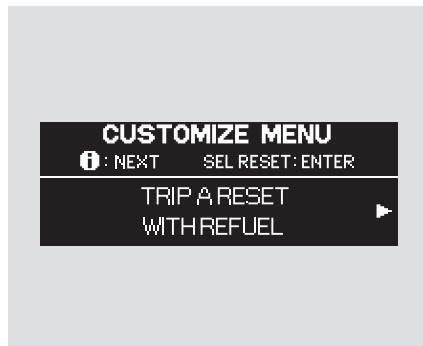 CUSTOMIZE MENU
i : NEXT SEL RESET : ENTER
TRIP A RESET
WITH REFUEL